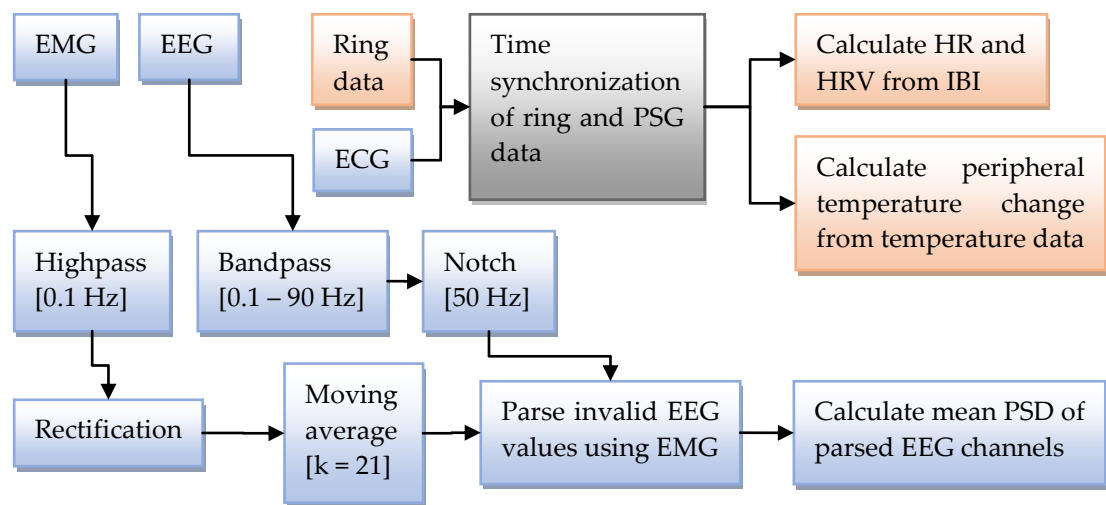 EMG
EEG
Ring
data
ECG
Time
synchronization
of ring and PSG
data
Calculate HR and
HRV from IBI
Calculate peripheral
temperature change
from temperature data
Highpass
[0.1 Hz]
Bandpass
[0.1 – 90 Hz]
Notch
[50 Hz]
Rectification
Moving
average
[k = 21]
Parse invalid EEG
values using EMG
Calculate mean PSD of
parsed EEG channels